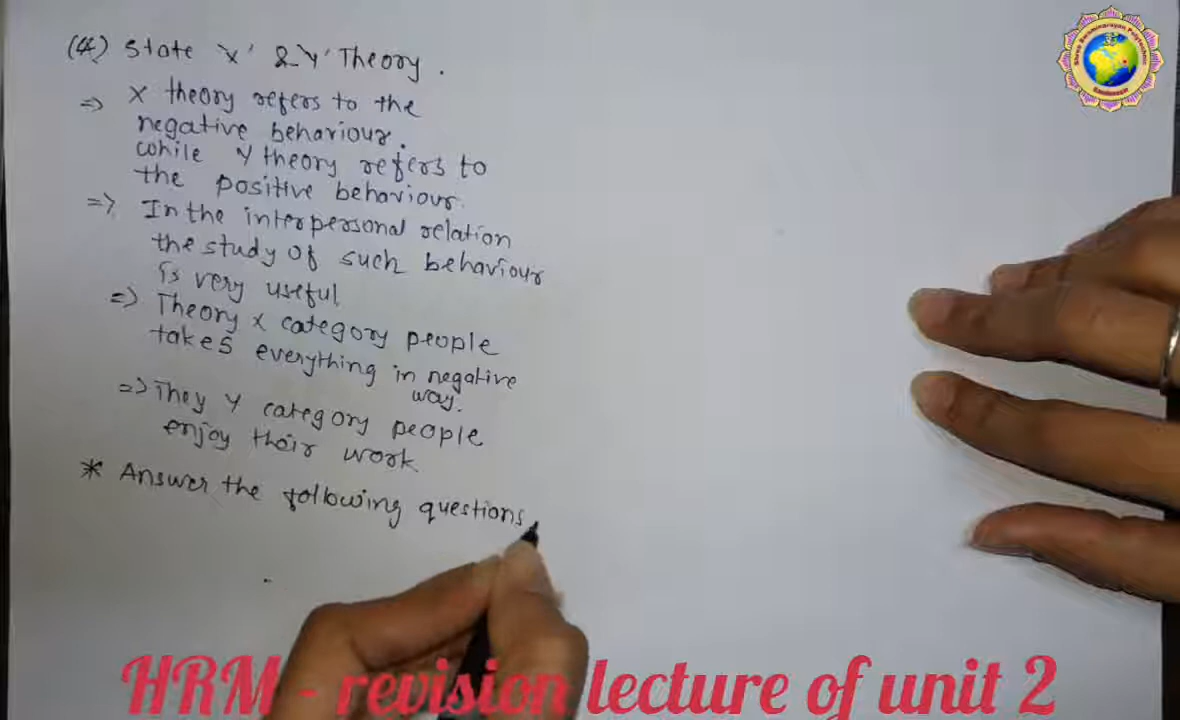 (4) State 'X' & 'Y' Theory.
=> X theory refers to the
negative behaviour.
while Y theory refers to
the positive behaviour.
=> In the interpersonal relation
the study of such behaviour
is very useful
=> Theory X category people
takes everything in negative
way.
=> They Y category people
enjoy their work.
* Answer the following questions
HRM - revision lecture of unit 2